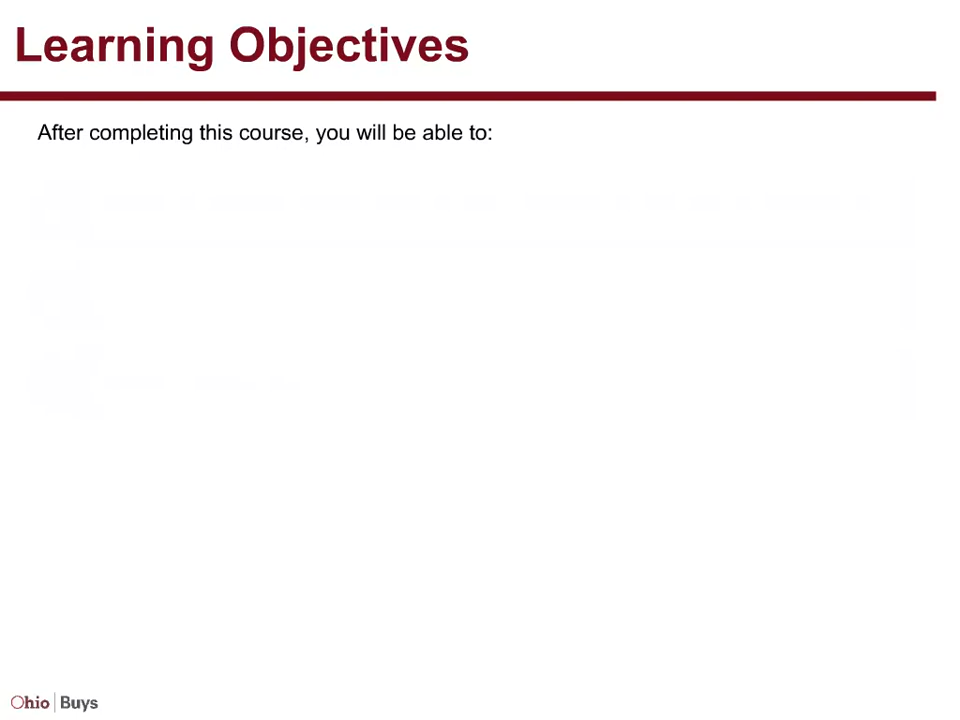 Learning Objectives
After completing this course, you will be able to:
Ohio Buys